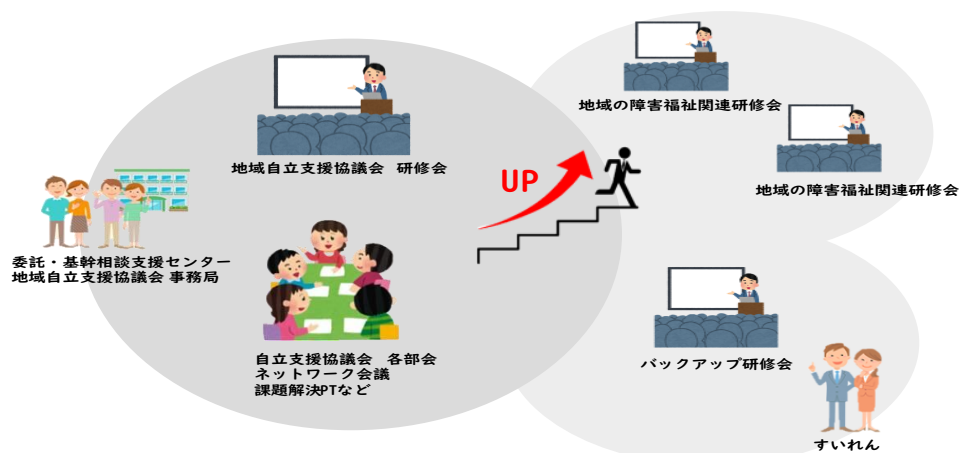 地域の障害福祉関連研修会
地域自立支援協議会 研修会
UP
地域の障害福祉関連研修会
委託・基幹相談支援センター
地域自立支援協議会 事務局
自立支援協議会 各部会
ネットワーク会議
課題解決PTなど
バックアップ研修会
すいれん